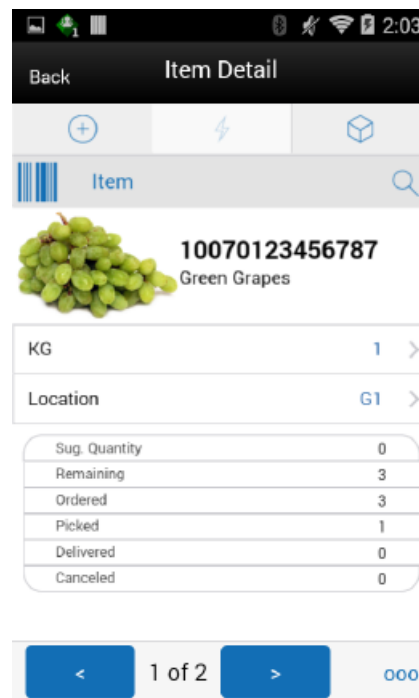 1 2:03
Back Item Detail
Item
10070123456787
Green Grapes
KG 1 >
Location G1 >
Sug. Quantity 0
Remaining 3
Ordered 3
Picked 1
Delivered 0
Canceled 0
< 1 of 2 > ooo